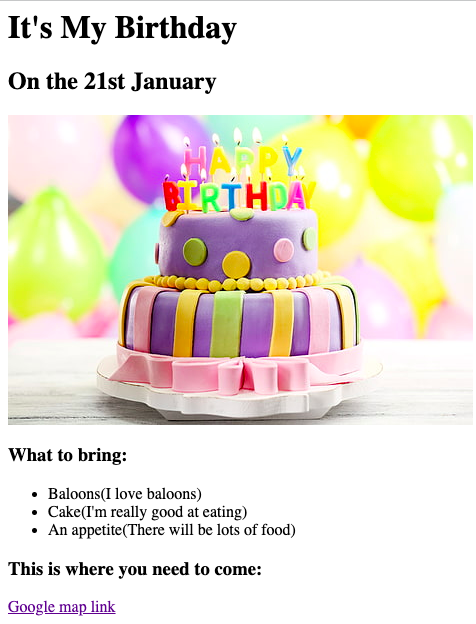 It's My Birthday
On the 21st January
HAPPY
BIRTHDAY
What to bring:
Baloons(I love baloons)
Cake(I'm really good at eating)
An appetite(There will be lots of food)
This is where you need to come:
Google map link